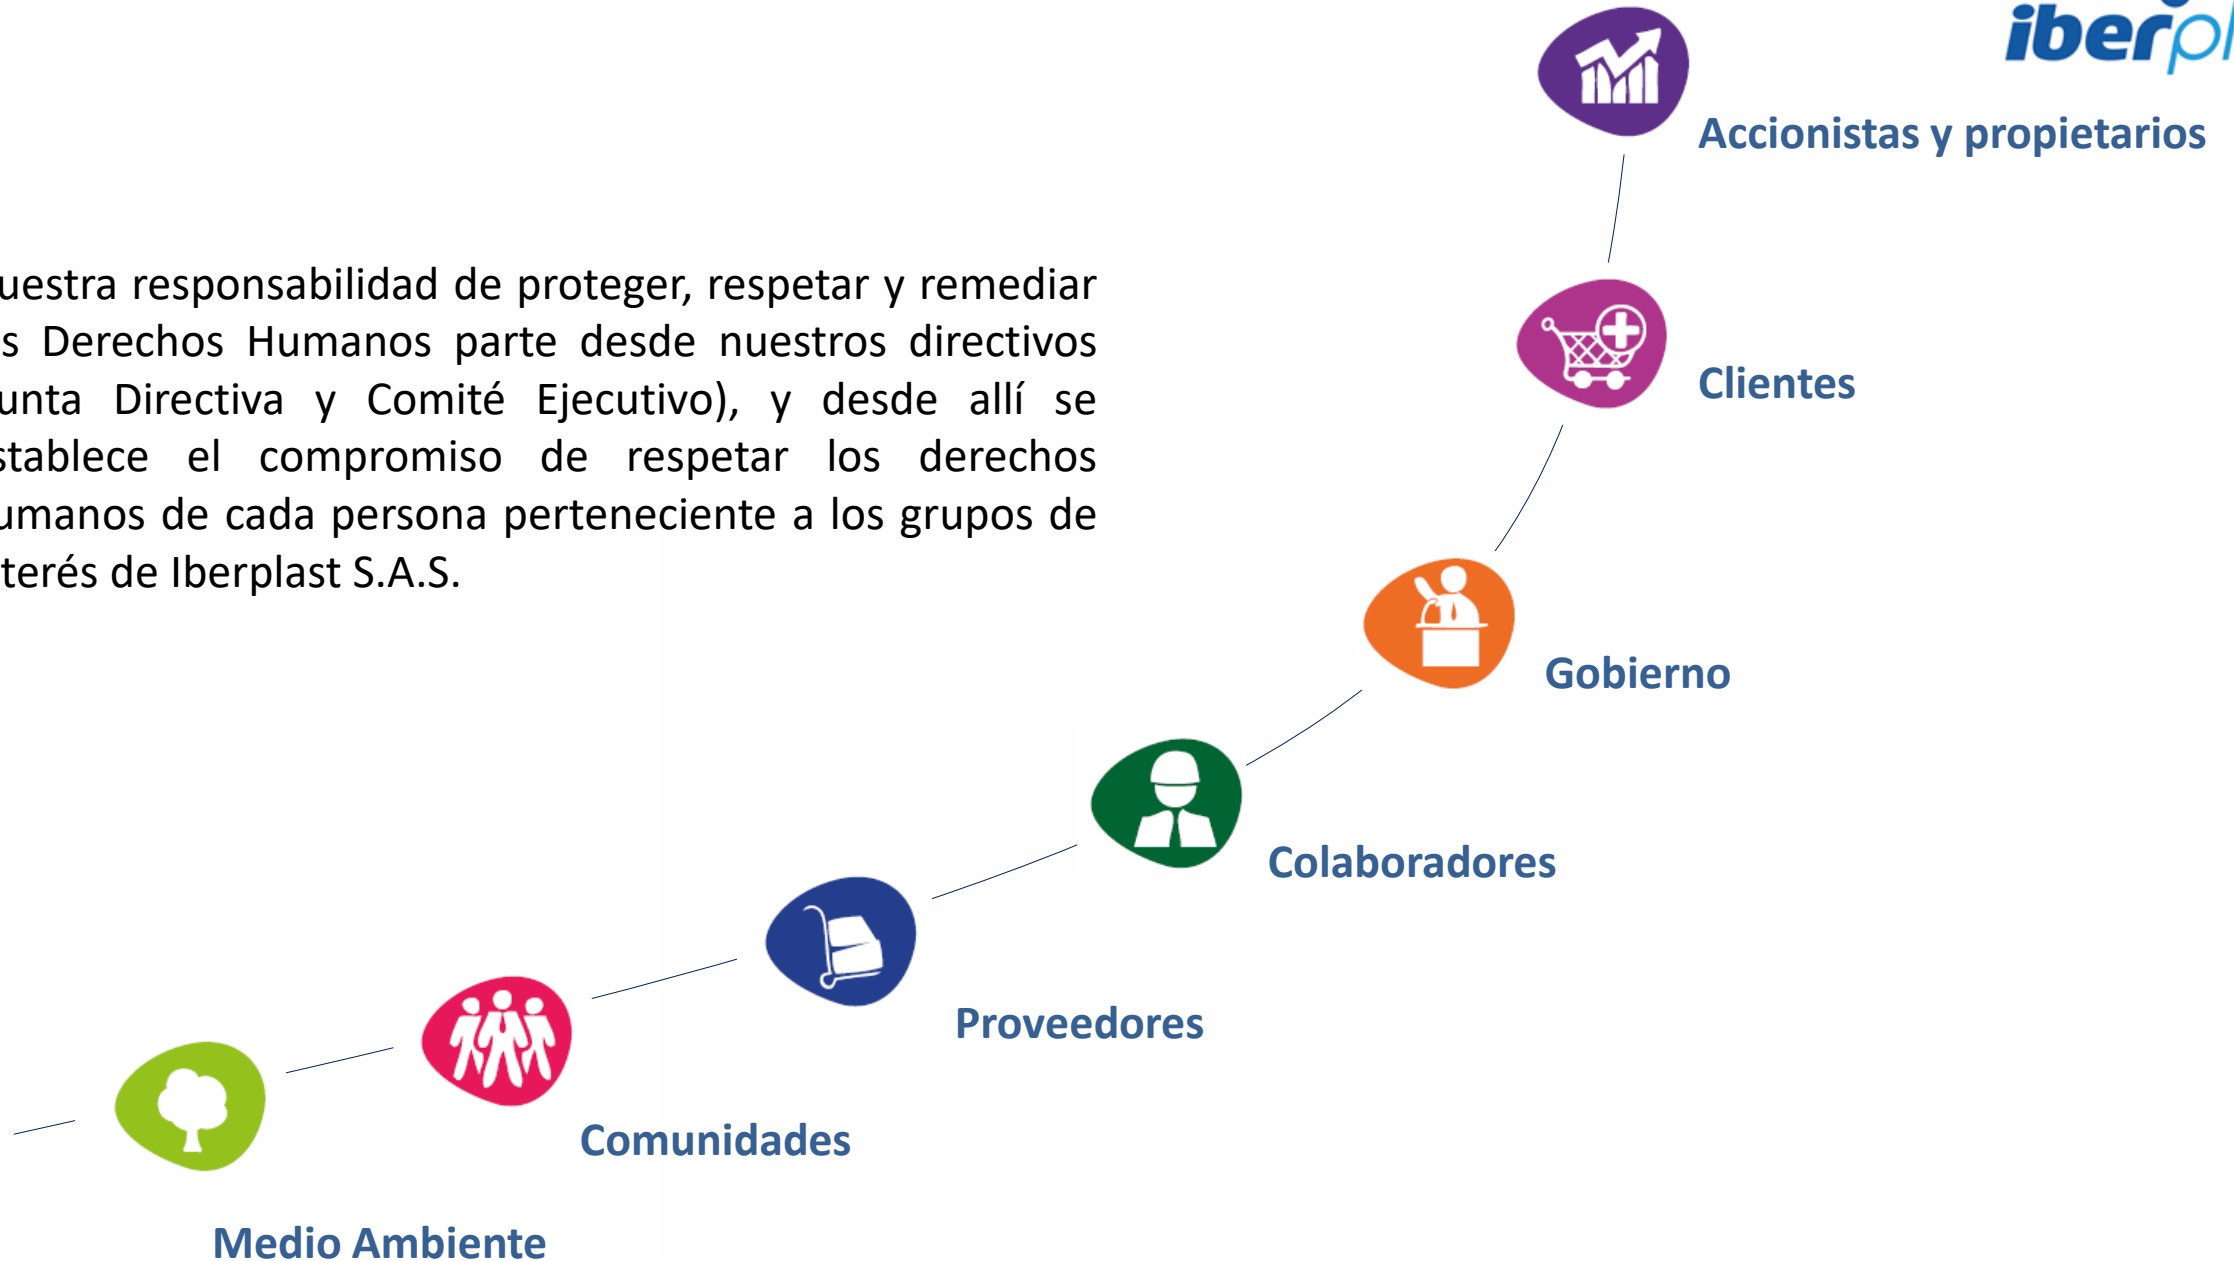 iberpl
Accionistas y propietarios
uestra responsabilidad de proteger, respetar y remediar
s Derechos Humanos parte desde nuestros directivos
unta Directiva y Comité Ejecutivo), y desde allí se
stablece el compromiso de respetar los derechos
umanos de cada persona perteneciente a los grupos de
terés de Iberplast S.A.S.
Clientes
Gobierno
Colaboradores
Proveedores
Comunidades
Medio Ambiente